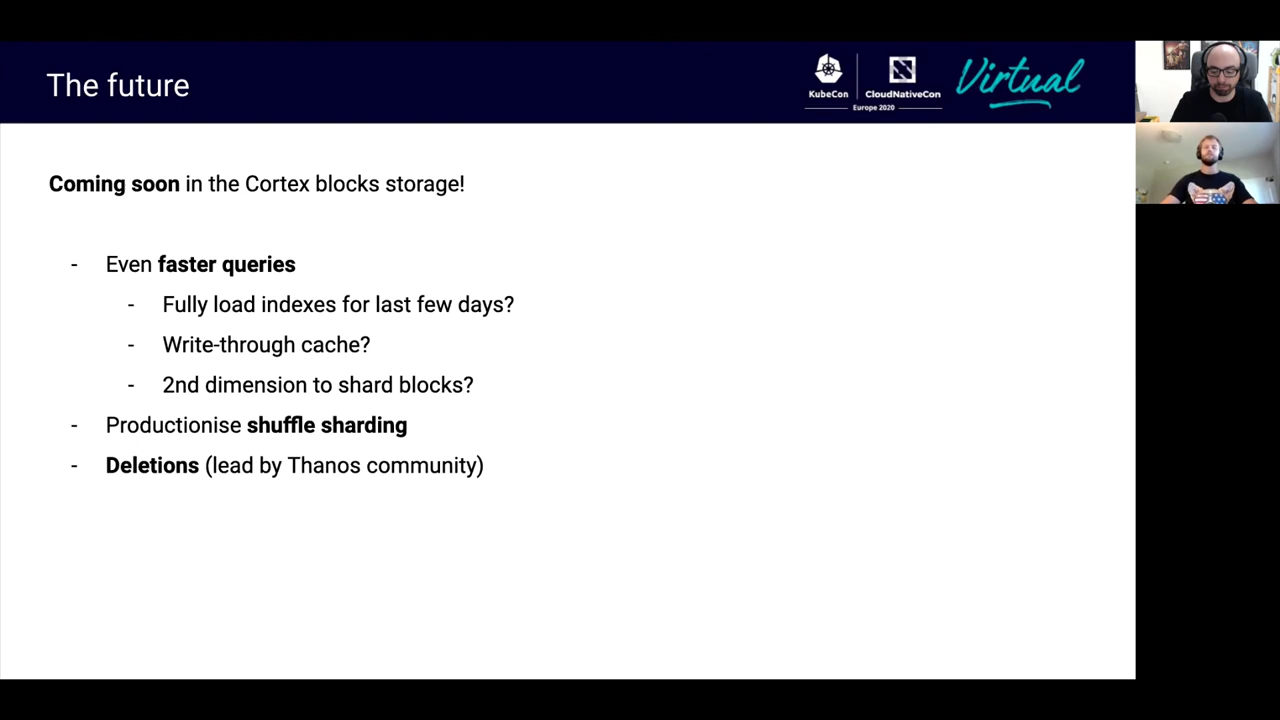 The future
KubeCon
CloudNativeCon
Europe 2020
Virtual
Coming soon in the Cortex blocks storage!
- Even faster queries
- Fully load indexes for last few days?
- Write-through cache?
- 2nd dimension to shard blocks?
- Productionise shuffle sharding
- Deletions (lead by Thanos community)